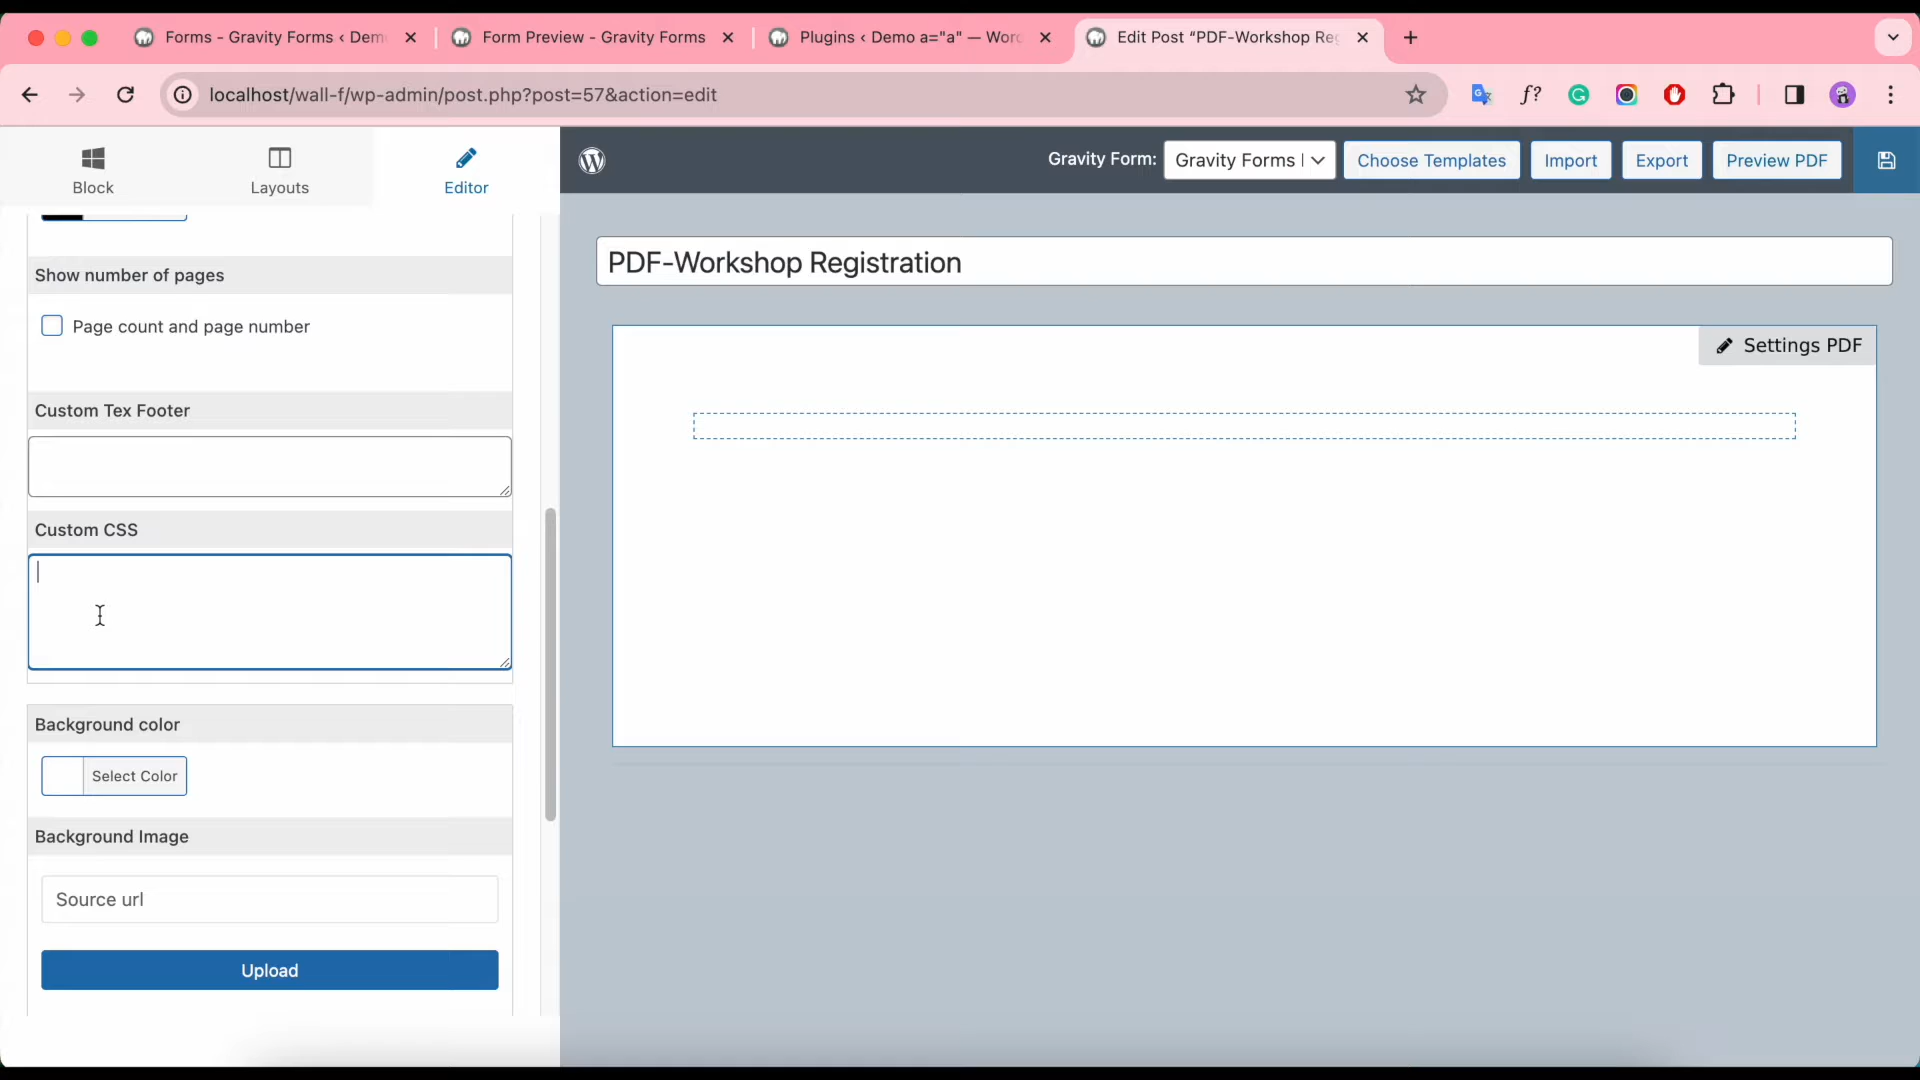 Forms - Gravity Forms ‹ Dem
Form Preview - Gravity Forms
Plugins ‹ Demo a="a" — Worc
Edit Post “PDF-Workshop Reg
localhost/wall-f/wp-admin/post.php?post=57&action=edit
f?
Block
Layouts
Editor
Gravity Form:
Gravity Forms
Choose Templates
Import
Export
Preview PDF
Show number of pages
Page count and page number
Custom Tex Footer
Custom CSS
Background color
Select Color
Background Image
Source url
Upload
PDF-Workshop Registration
Settings PDF